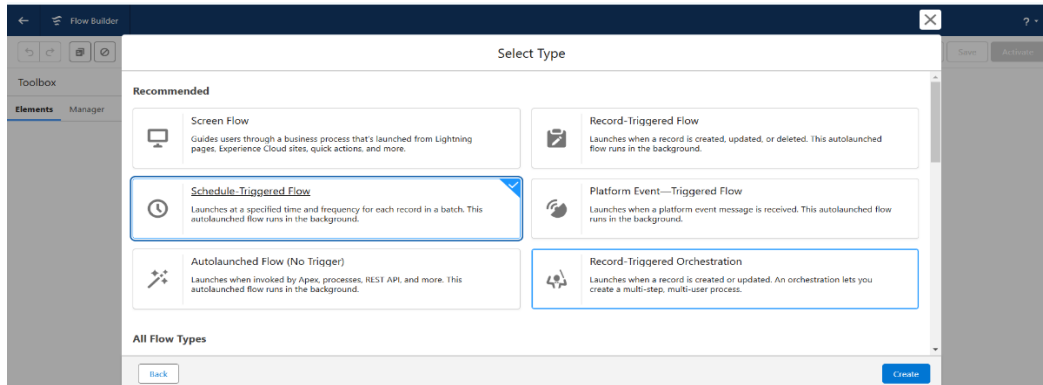 Flow Builder
?
Save
Activate
Select Type
Toolbox
Elements
Manager
Recommended
Screen Flow
Guides users through a business process that's launched from Lightning
pages, Experience Cloud sites, quick actions, and more.
Record-Triggered Flow
Launches when a record is created, updated, or deleted. This autolaunched
flow runs in the background.
Schedule-Triggered Flow
Launches at a specified time and frequency for each record in a batch. This
autolaunched flow runs in the background.
Platform Event—Triggered Flow
Launches when a platform event message is received. This autolaunched flow
runs in the background.
Autolaunched Flow (No Trigger)
Launches when invoked by Apex, processes, REST API, and more. This
autolaunched flow runs in the background.
Record-Triggered Orchestration
Launches when a record is created or updated. An orchestration lets you
create a multi-step, multi-user process.
All Flow Types
Back
Create